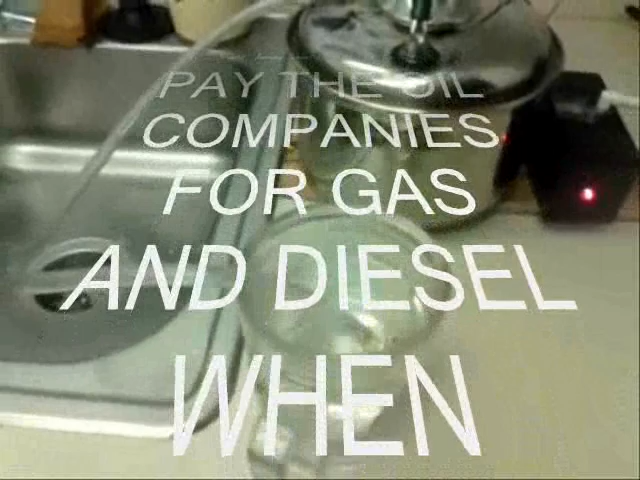 PAY THE OIL
COMPANIES
FOR GAS
AND DIESEL
WHEN